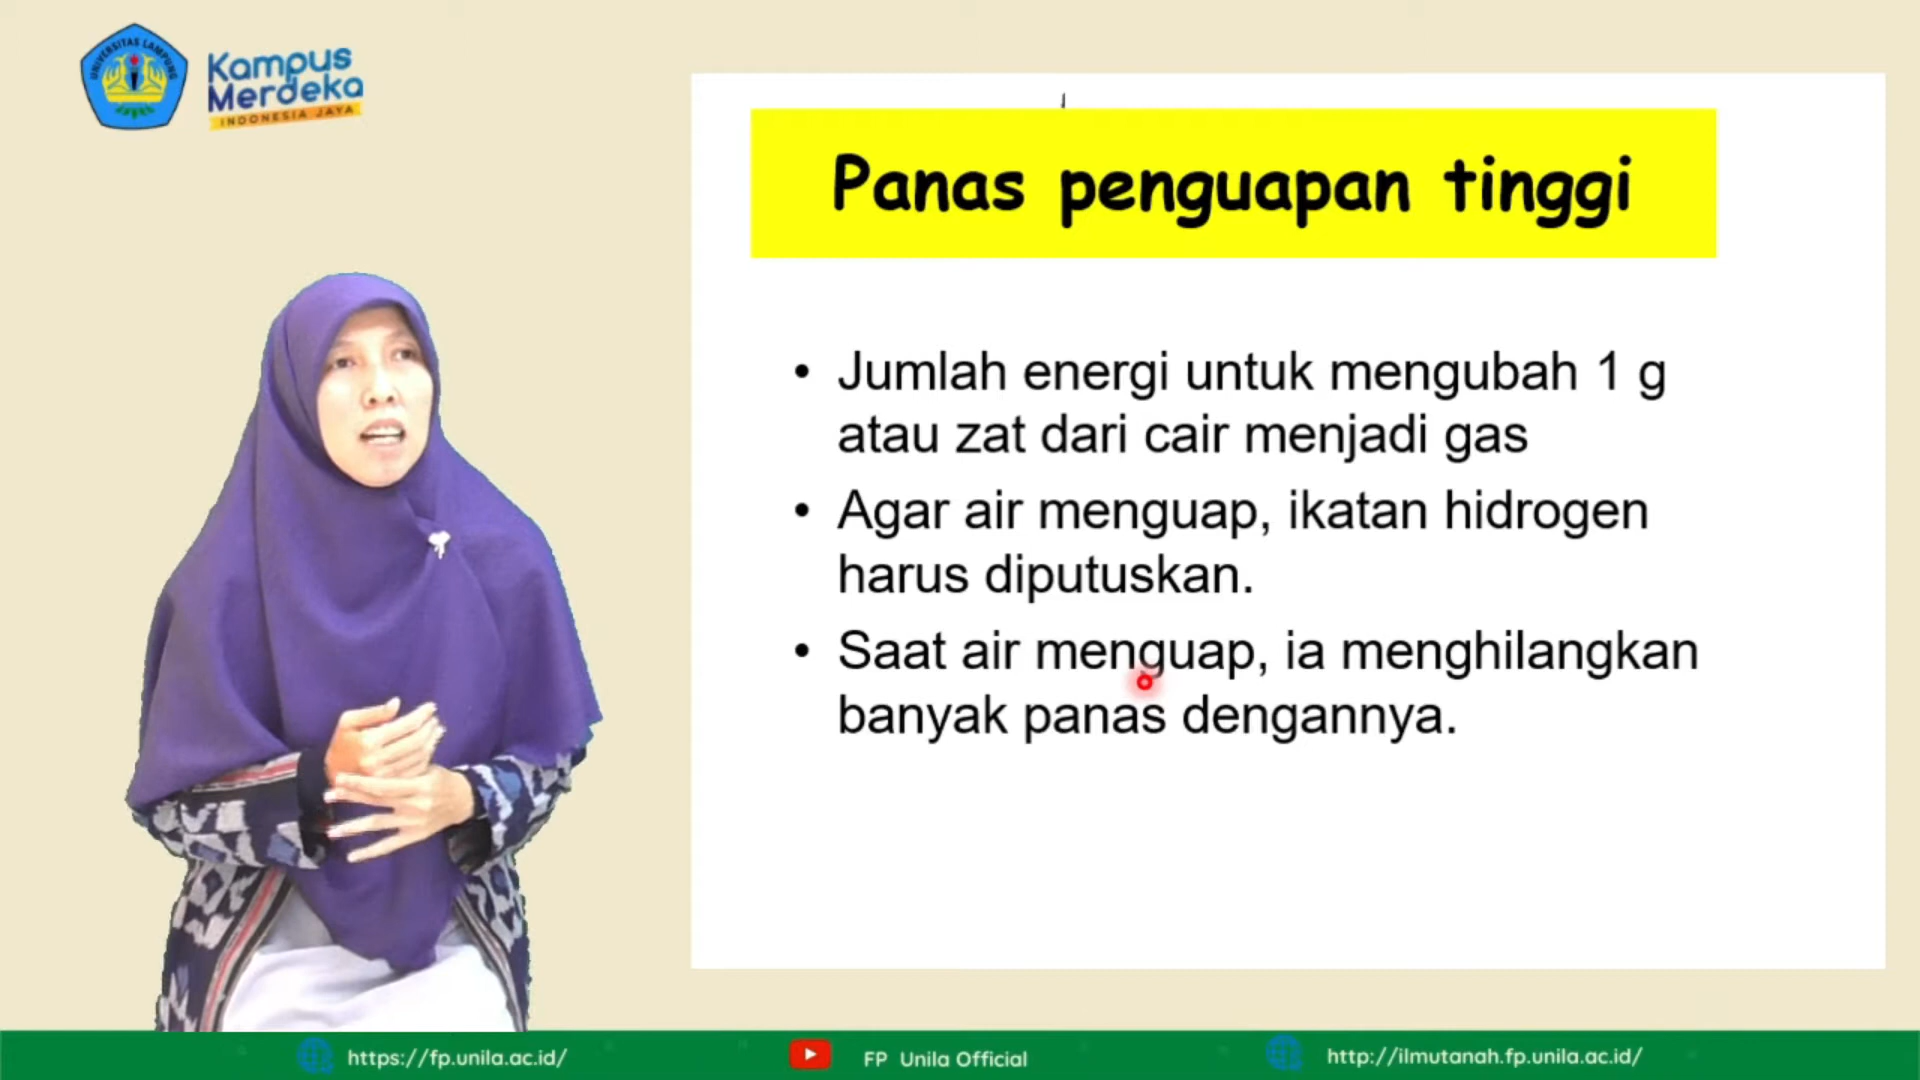 UNIVERSITAS LAMPUNG
Kampus
Merdeka
INDONESIA JAYA
Panas penguapan tinggi
• Jumlah energi untuk mengubah 1 g
atau zat dari cair menjadi gas
• Agar air menguap, ikatan hidrogen
harus diputuskan.
• Saat air menguap, ia menghilangkan
banyak panas dengannya.
https://fp.unila.ac.id/
FP Unila Official
http://ilmutanah.fp.unila.ac.id/